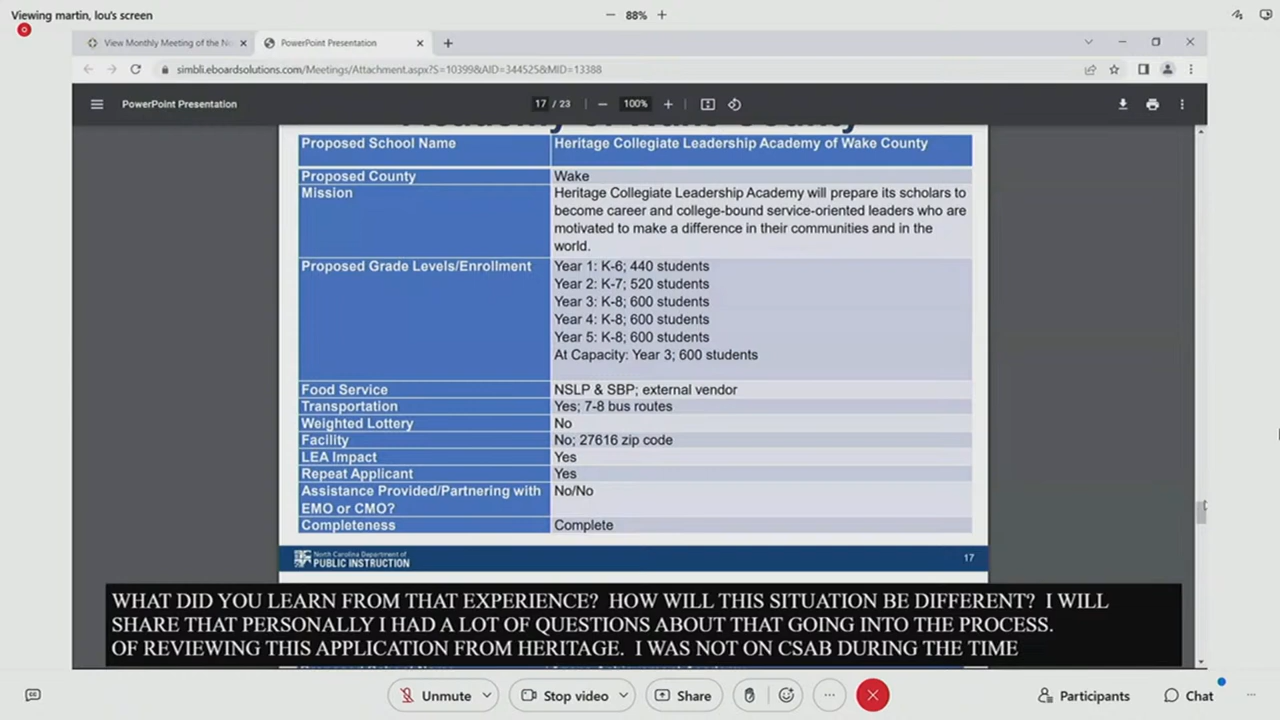 Viewing martin, lou's screen
88%
View Monthly Meeting of the N
PowerPoint Presentation
simbli.eboardsolutions.com/Meetings/Attachment.aspx?S=10399&AID=344525&MID=13388
PowerPoint Presentation
17 / 23
100%
Academy of Wake County
Proposed School Name Heritage Collegiate Leadership Academy of Wake County
Proposed County Wake
Mission Heritage Collegiate Leadership Academy will prepare its scholars to
become career and college-bound service-oriented leaders who are
motivated to make a difference in their communities and in the
world.
Proposed Grade Levels/Enrollment Year 1: K-6; 440 students
Year 2: K-7; 520 students
Year 3: K-8; 600 students
Year 4: K-8; 600 students
Year 5: K-8; 600 students
At Capacity: Year 3; 600 students
Food Service NSLP & SBP; external vendor
Transportation Yes; 7-8 bus routes
Weighted Lottery No
Facility No; 27616 zip code
LEA Impact Yes
Repeat Applicant Yes
Assistance Provided/Partnering with No/No
EMO or CMO?
Completeness Complete
North Carolina Department of
PUBLIC INSTRUCTION
17
WHAT DID YOU LEARN FROM THAT EXPERIENCE? HOW WILL THIS SITUATION BE DIFFERENT? I WILL
SHARE THAT PERSONALLY I HAD A LOT OF QUESTIONS ABOUT THAT GOING INTO THE PROCESS.
OF REVIEWING THIS APPLICATION FROM HERITAGE. I WAS NOT ON CSAB DURING THE TIME
Unmute
Stop video
Share
Participants
Chat